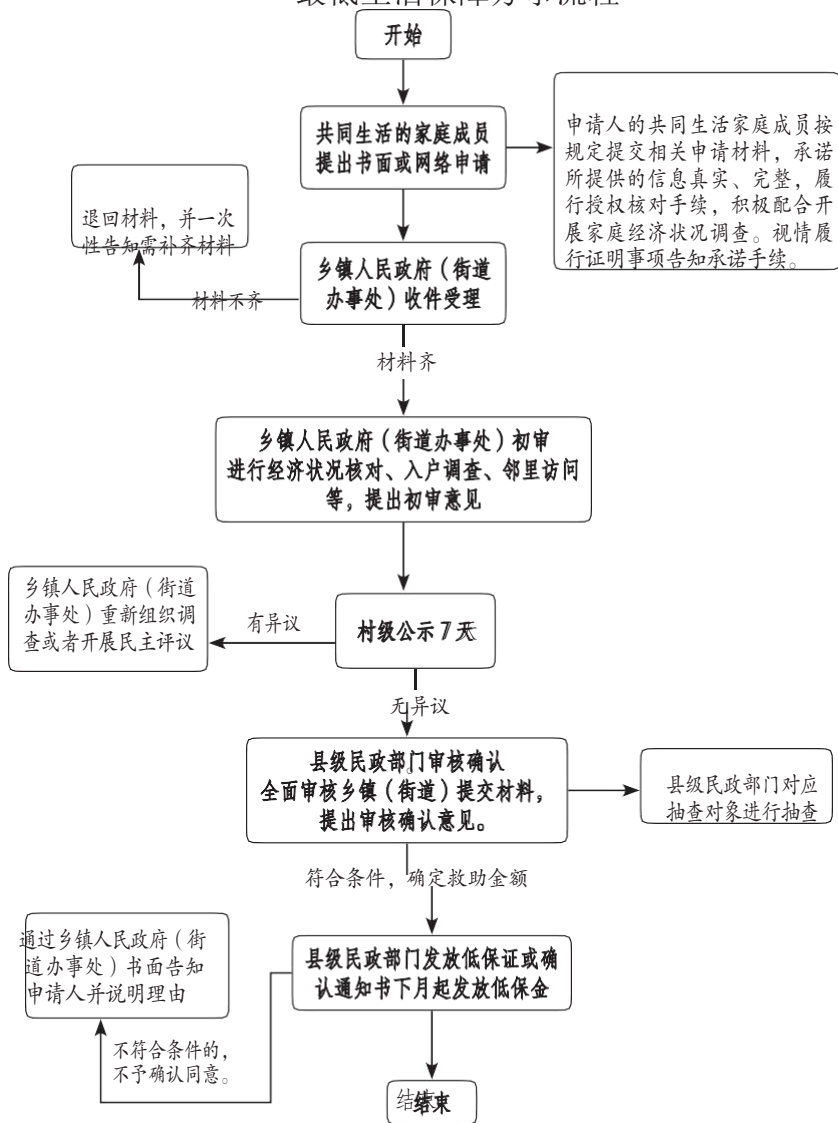 最低生活保障办事流程
开始
共同生活的家庭成员
提出书面或网络申请
申请人的共同生活家庭成员按
规定提交相关申请材料，承诺
所提供的信息真实、完整，履
行授权核对手续，积极配合开
展家庭经济状况调查。视情履
行证明事项告知承诺手续。
退回材料，并一次
性告知需补齐材料
乡镇人民政府（街道
办事处）收件受理
材料不齐
材料齐
乡镇人民政府（街道办事处）初审
进行经济状况核对、入户调查、邻里访问
等，提出初审意见
乡镇人民政府（街道
办事处）重新组织调
查或者开展民主评议
有异议
村级公示7天
无异议
县级民政部门审核确认
全面审核乡镇（街道）提交材料，
提出审核确认意见。
县级民政部门对应
抽查对象进行抽查
符合条件，确定救助金额
通过乡镇人民政府（街
道办事处）书面告知
申请人并说明理由
县级民政部门发放低保证或确
认通知书下月起发放低保金
不符合条件的，
不予确认同意。
结束